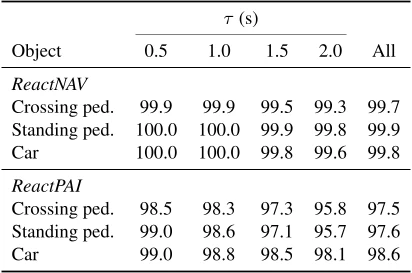 τ (s)
Object 0.5 1.0 1.5 2.0 All
ReactNAV
Crossing ped. 99.9 99.9 99.5 99.3 99.7
Standing ped. 100.0 100.0 99.9 99.8 99.9
Car 100.0 100.0 99.8 99.6 99.8
ReactPAI
Crossing ped. 98.5 98.3 97.3 95.8 97.5
Standing ped. 99.0 98.6 97.1 95.7 97.6
Car 99.0 98.8 98.5 98.1 98.6